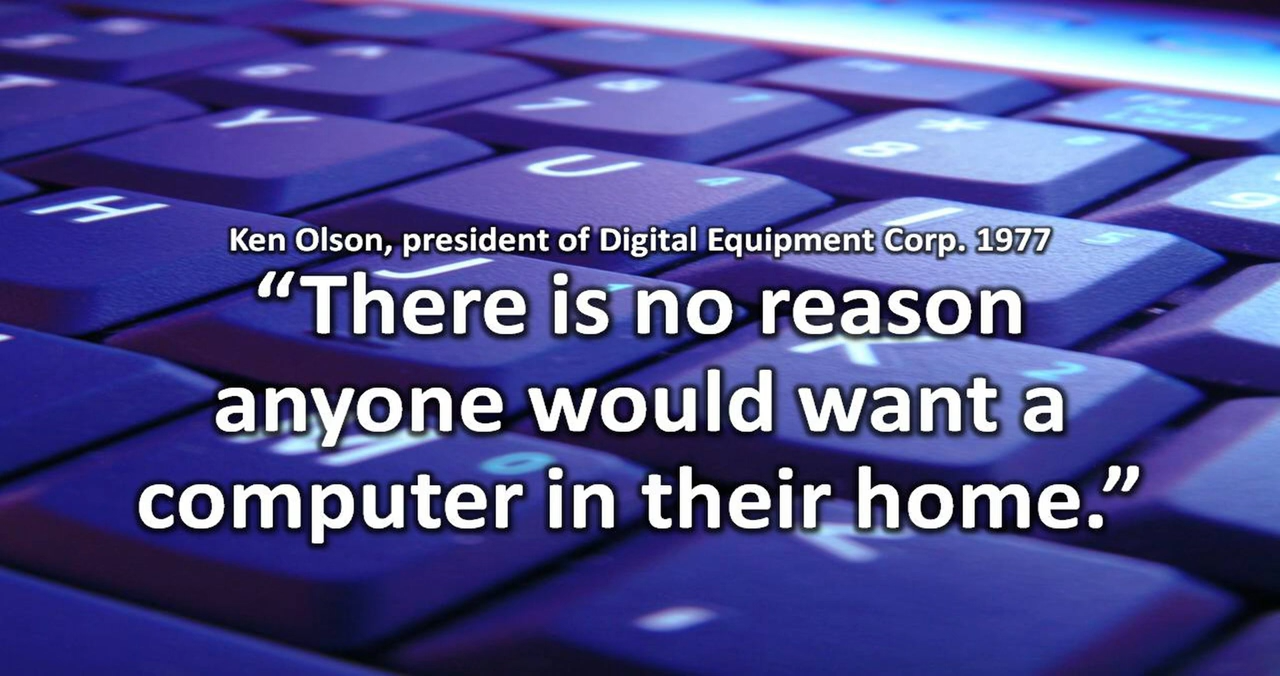 Ken Olson, president of Digital Equipment Corp. 1977
“There is no reason
anyone would want a
computer in their home.”